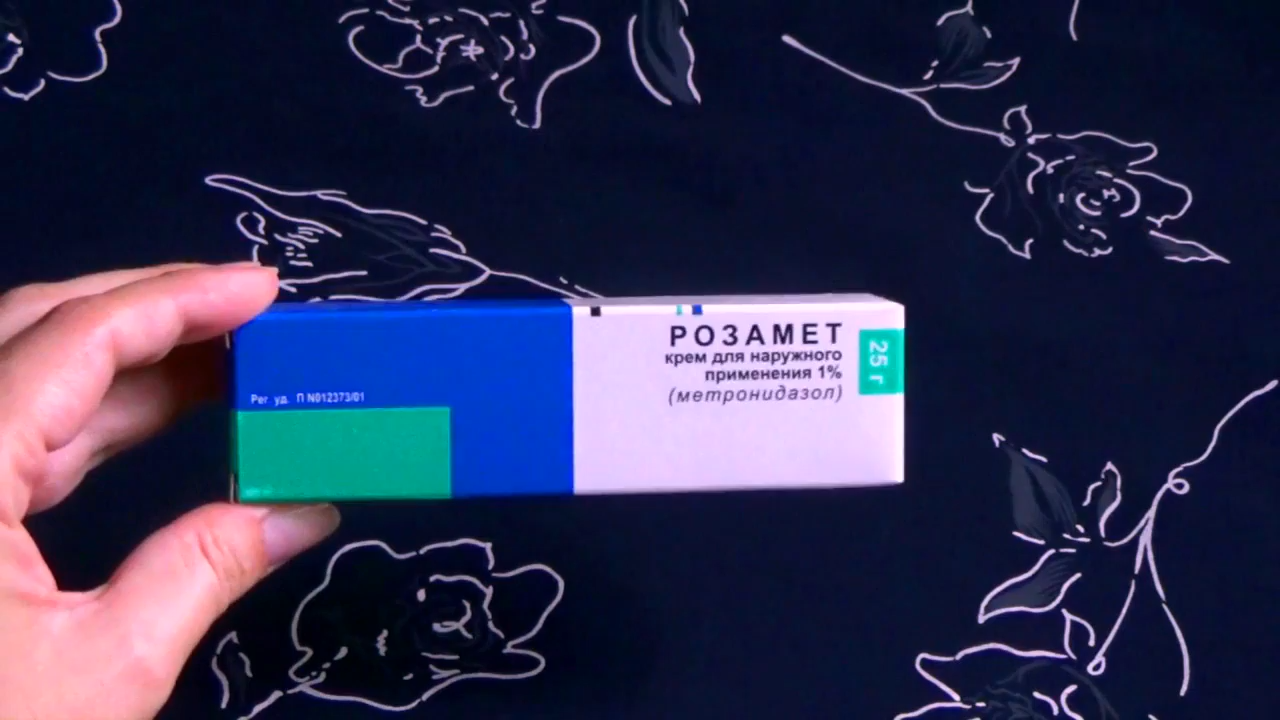 РОЗАМЕТ
крем для наружного
применения 1%
(метронидазол)
25 г
Рег. уд. П N012373/01